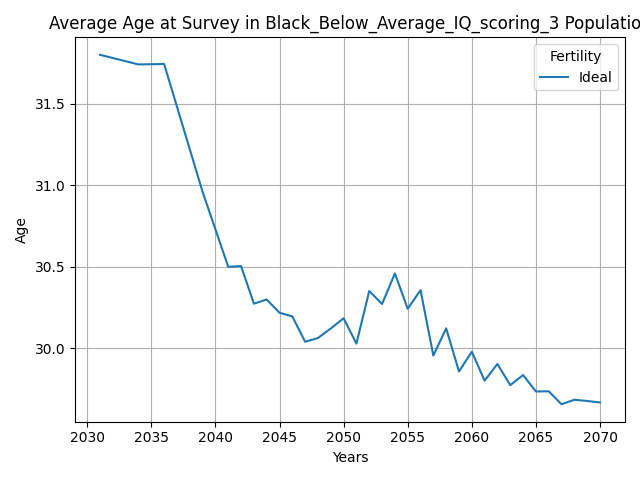 Average Age at Survey in Black_Below_Average_IQ_scoring_3 Populatio
Fertility
Ideal
31.5
31.0
30.5
30.0
Age
2030 2035 2040 2045 2050 2055 2060 2065 2070
Years